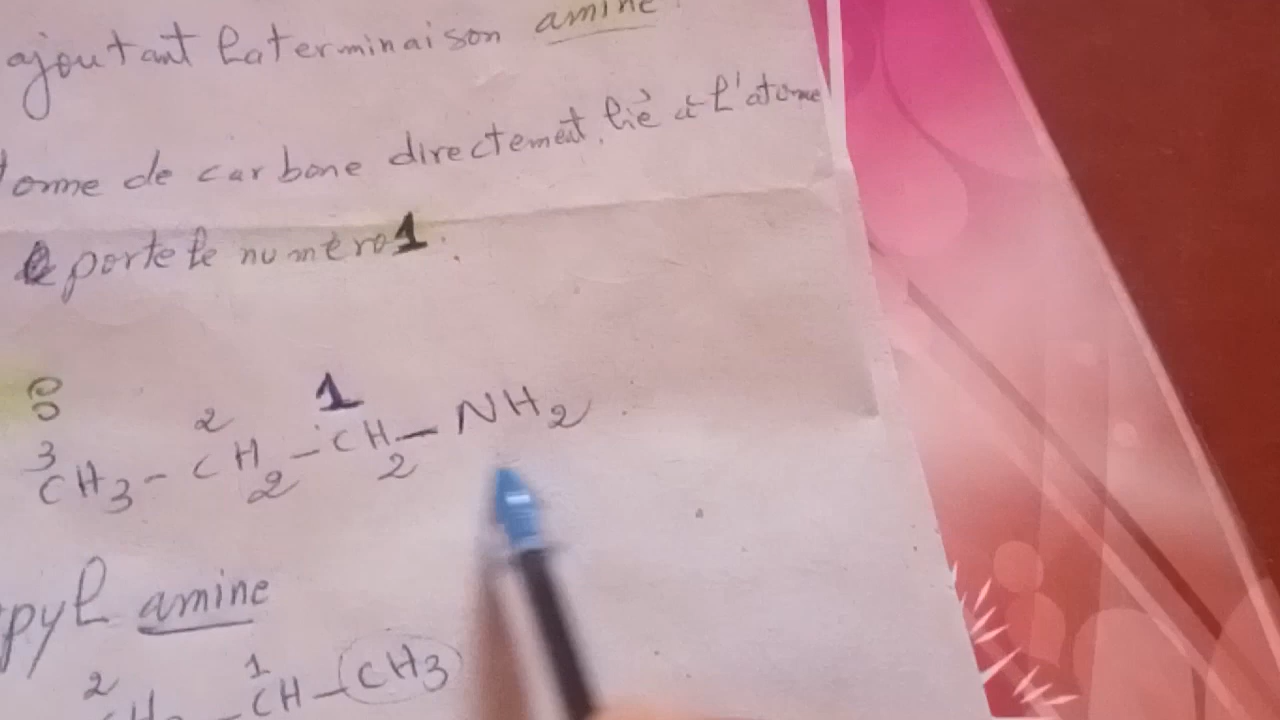 ajoutant la terminaison amine
de carbone directement lié à l'atome
porte le numéro 1.
3 2 1
CH3 - CH2 - CH2 - NH2
pyl amine
2 1
CH - CH3